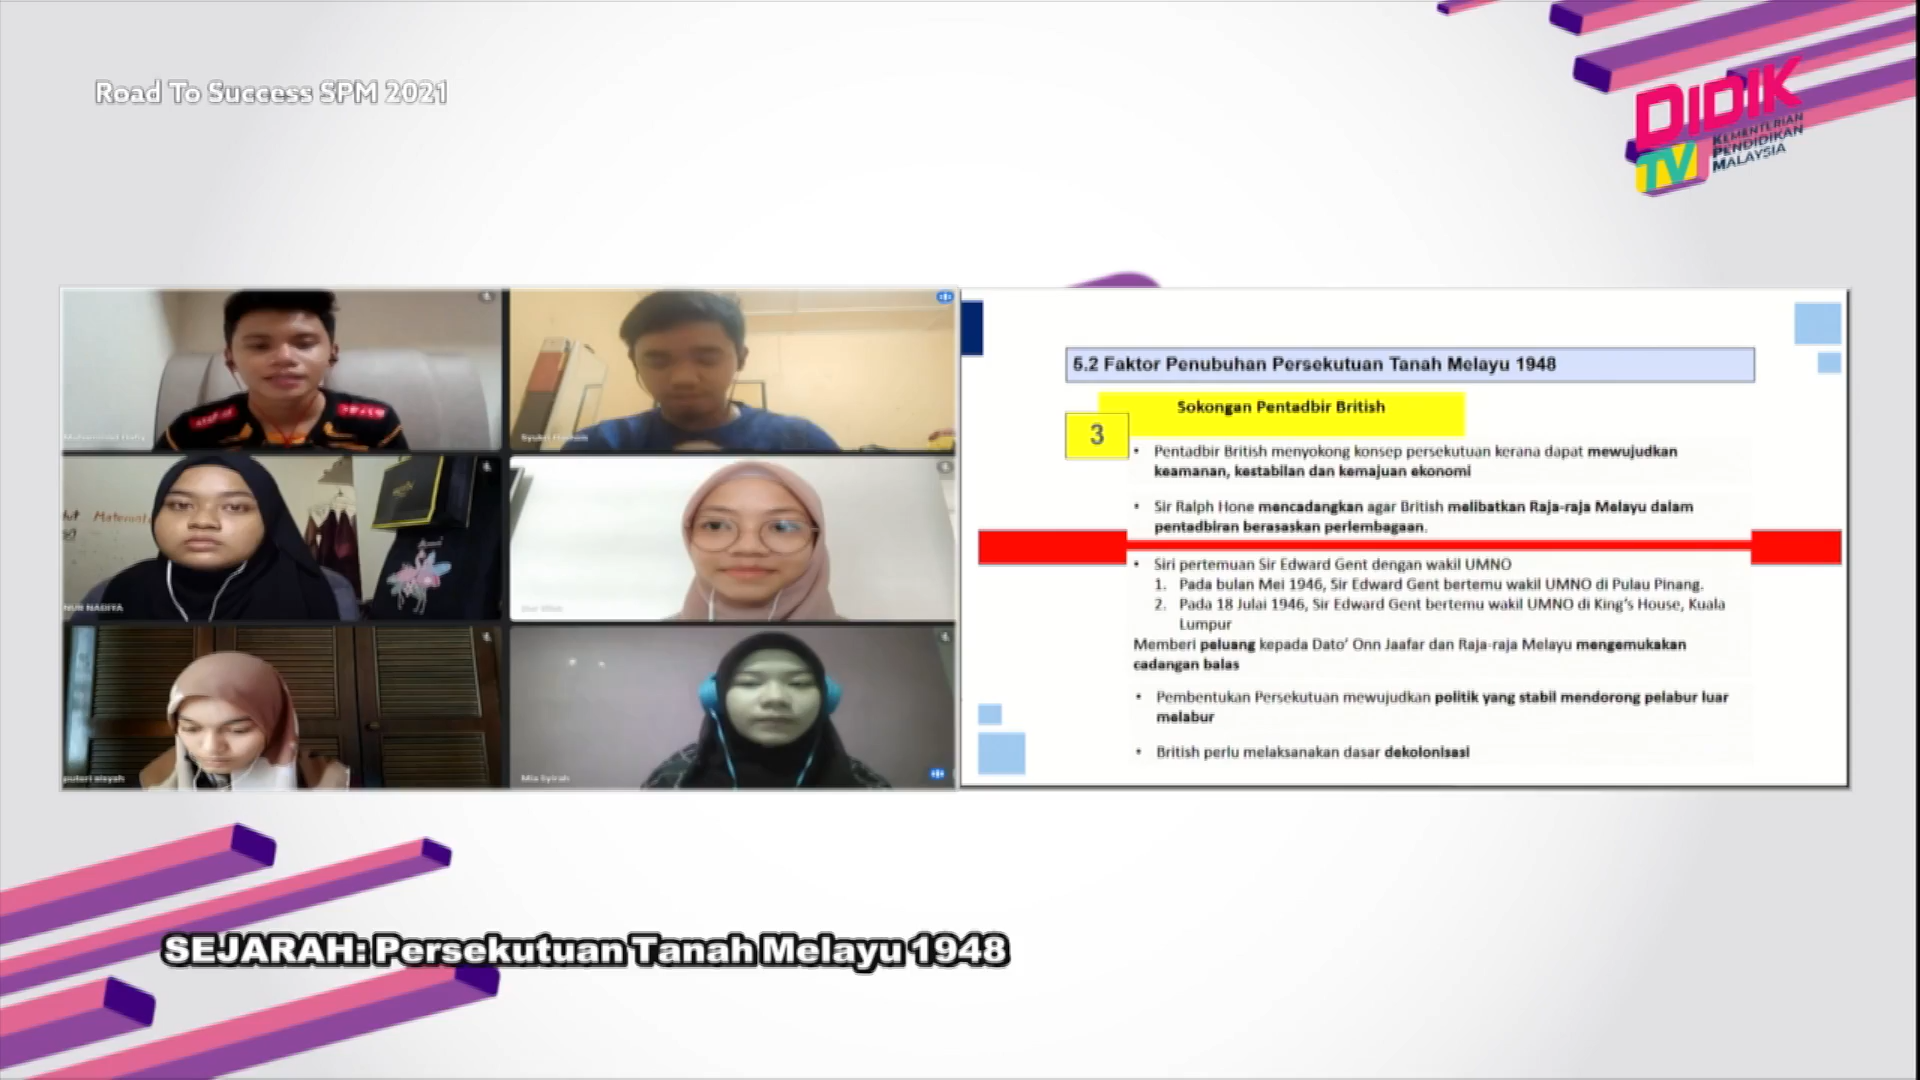 Road To Success SPM 2021
DIDIK
TV
KEMENTERIAN
PENDIDIKAN
MALAYSIA
NUR NADIYA
puteri aisyah
Mia Syirah
5.2 Faktor Penubuhan Persekutuan Tanah Melayu 1948
Sokongan Pentadbir British
3
• Pentadbir British menyokong konsep persekutuan kerana dapat mewujudkan
keamanan, kestabilan dan kemajuan ekonomi
• Sir Ralph Hone mencadangkan agar British melibatkan Raja-raja Melayu dalam
pentadbiran berasaskan perlembagaan.
• Siri pertemuan Sir Edward Gent dengan wakil UMNO
1. Pada bulan Mei 1946, Sir Edward Gent bertemu wakil UMNO di Pulau Pinang.
2. Pada 18 Julai 1946, Sir Edward Gent bertemu wakil UMNO di King's House, Kuala
Lumpur
Memberi peluang kepada Dato' Onn Jaafar dan Raja-raja Melayu mengemukakan
cadangan balas
• Pembentukan Persekutuan mewujudkan politik yang stabil mendorong pelabur luar
melabur
• British perlu melaksanakan dasar dekolonisasi
SEJARAH: Persekutuan Tanah Melayu 1948